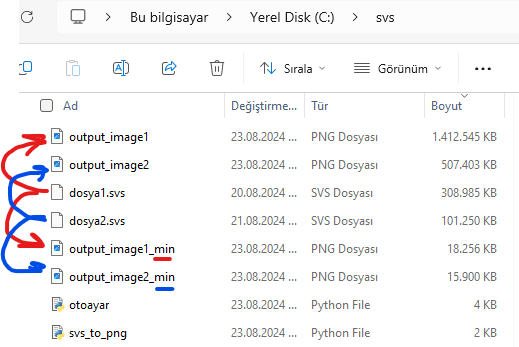 Bu bilgisayar > Yerel Disk (C:) > svs
Sırala Görünüm ...
Ad Değiştirme... Tür Boyut
output_image1 23.08.2024 ... PNG Dosyası 1.412.545 KB
output_image2 23.08.2024 ... PNG Dosyası 507.403 KB
dosya1.svs 20.08.2024 ... SVS Dosyası 308.985 KB
dosya2.svs 21.08.2024 ... SVS Dosyası 101.250 KB
output_image1_min 23.08.2024 ... PNG Dosyası 18.256 KB
output_image2_min 23.08.2024 ... PNG Dosyası 15.900 KB
otoayar 23.08.2024 ... Python File 4 KB
svs_to_png 23.08.2024 ... Python File 2 KB